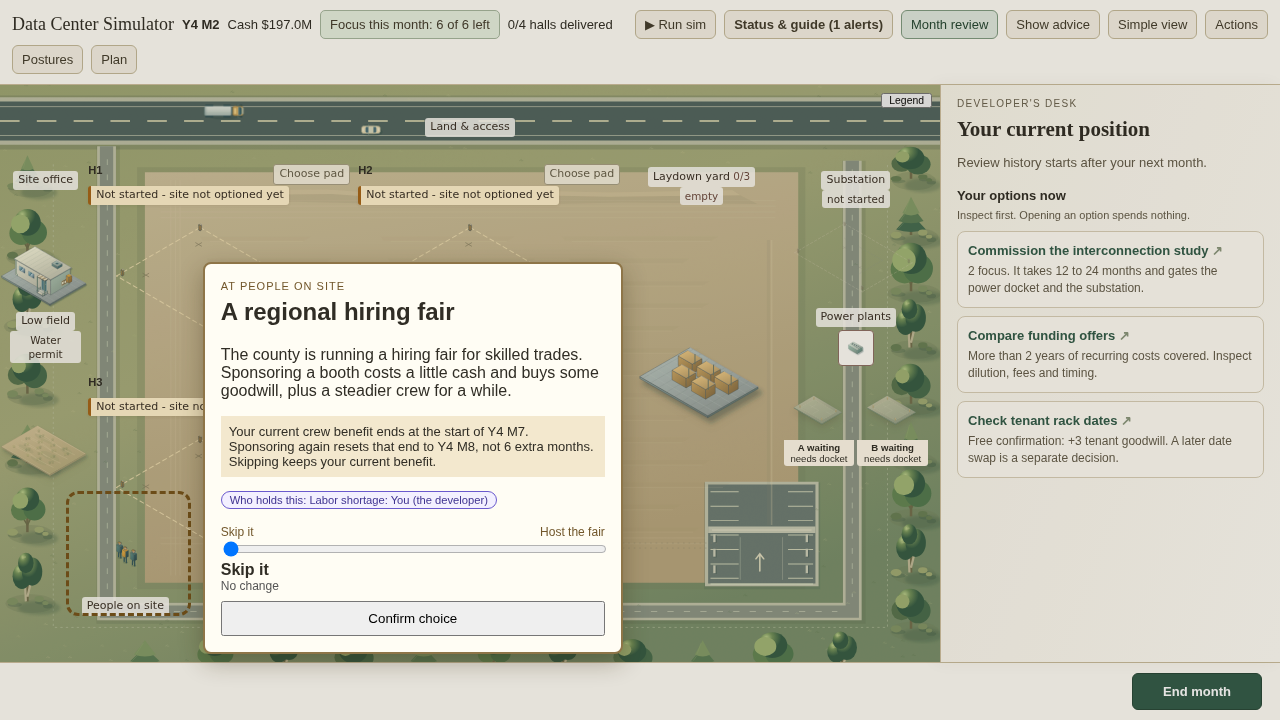 Data Center Simulator Y4 M2 Cash $197.0M Focus this month: 6 of 6 left 0/4 halls delivered ▶ Run sim Status & guide (1 alerts) Month review Show advice Simple view Actions
Postures Plan
Legend
Land & access
Site office
H1
Choose pad
Not started - site not optioned yet
H2
Choose pad
Not started - site not optioned yet
Laydown yard 0/3
empty
Substation
not started
Low field
Water
permit
Power plants
H3
Not started - site no
A waiting
needs docket
B waiting
needs docket
People on site
AT PEOPLE ON SITE
A regional hiring fair
The county is running a hiring fair for skilled trades.
Sponsoring a booth costs a little cash and buys some
goodwill, plus a steadier crew for a while.
Your current crew benefit ends at the start of Y4 M7.
Sponsoring again resets that end to Y4 M8, not 6 extra months.
Skipping keeps your current benefit.
Who holds this: Labor shortage: You (the developer)
Skip it Host the fair
Skip it
No change
Confirm choice
DEVELOPER'S DESK
Your current position
Review history starts after your next month.
Your options now
Inspect first. Opening an option spends nothing.
Commission the interconnection study ↗
2 focus. It takes 12 to 24 months and gates the
power docket and the substation.
Compare funding offers ↗
More than 2 years of recurring costs covered. Inspect
dilution, fees and timing.
Check tenant rack dates ↗
Free confirmation: +3 tenant goodwill. A later date
swap is a separate decision.
End month